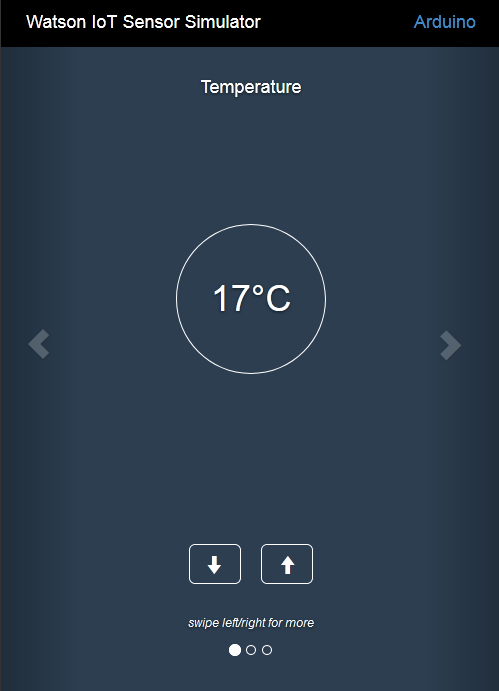 Watson IoT Sensor Simulator Arduino
Temperature
17°C
swipe left/right for more